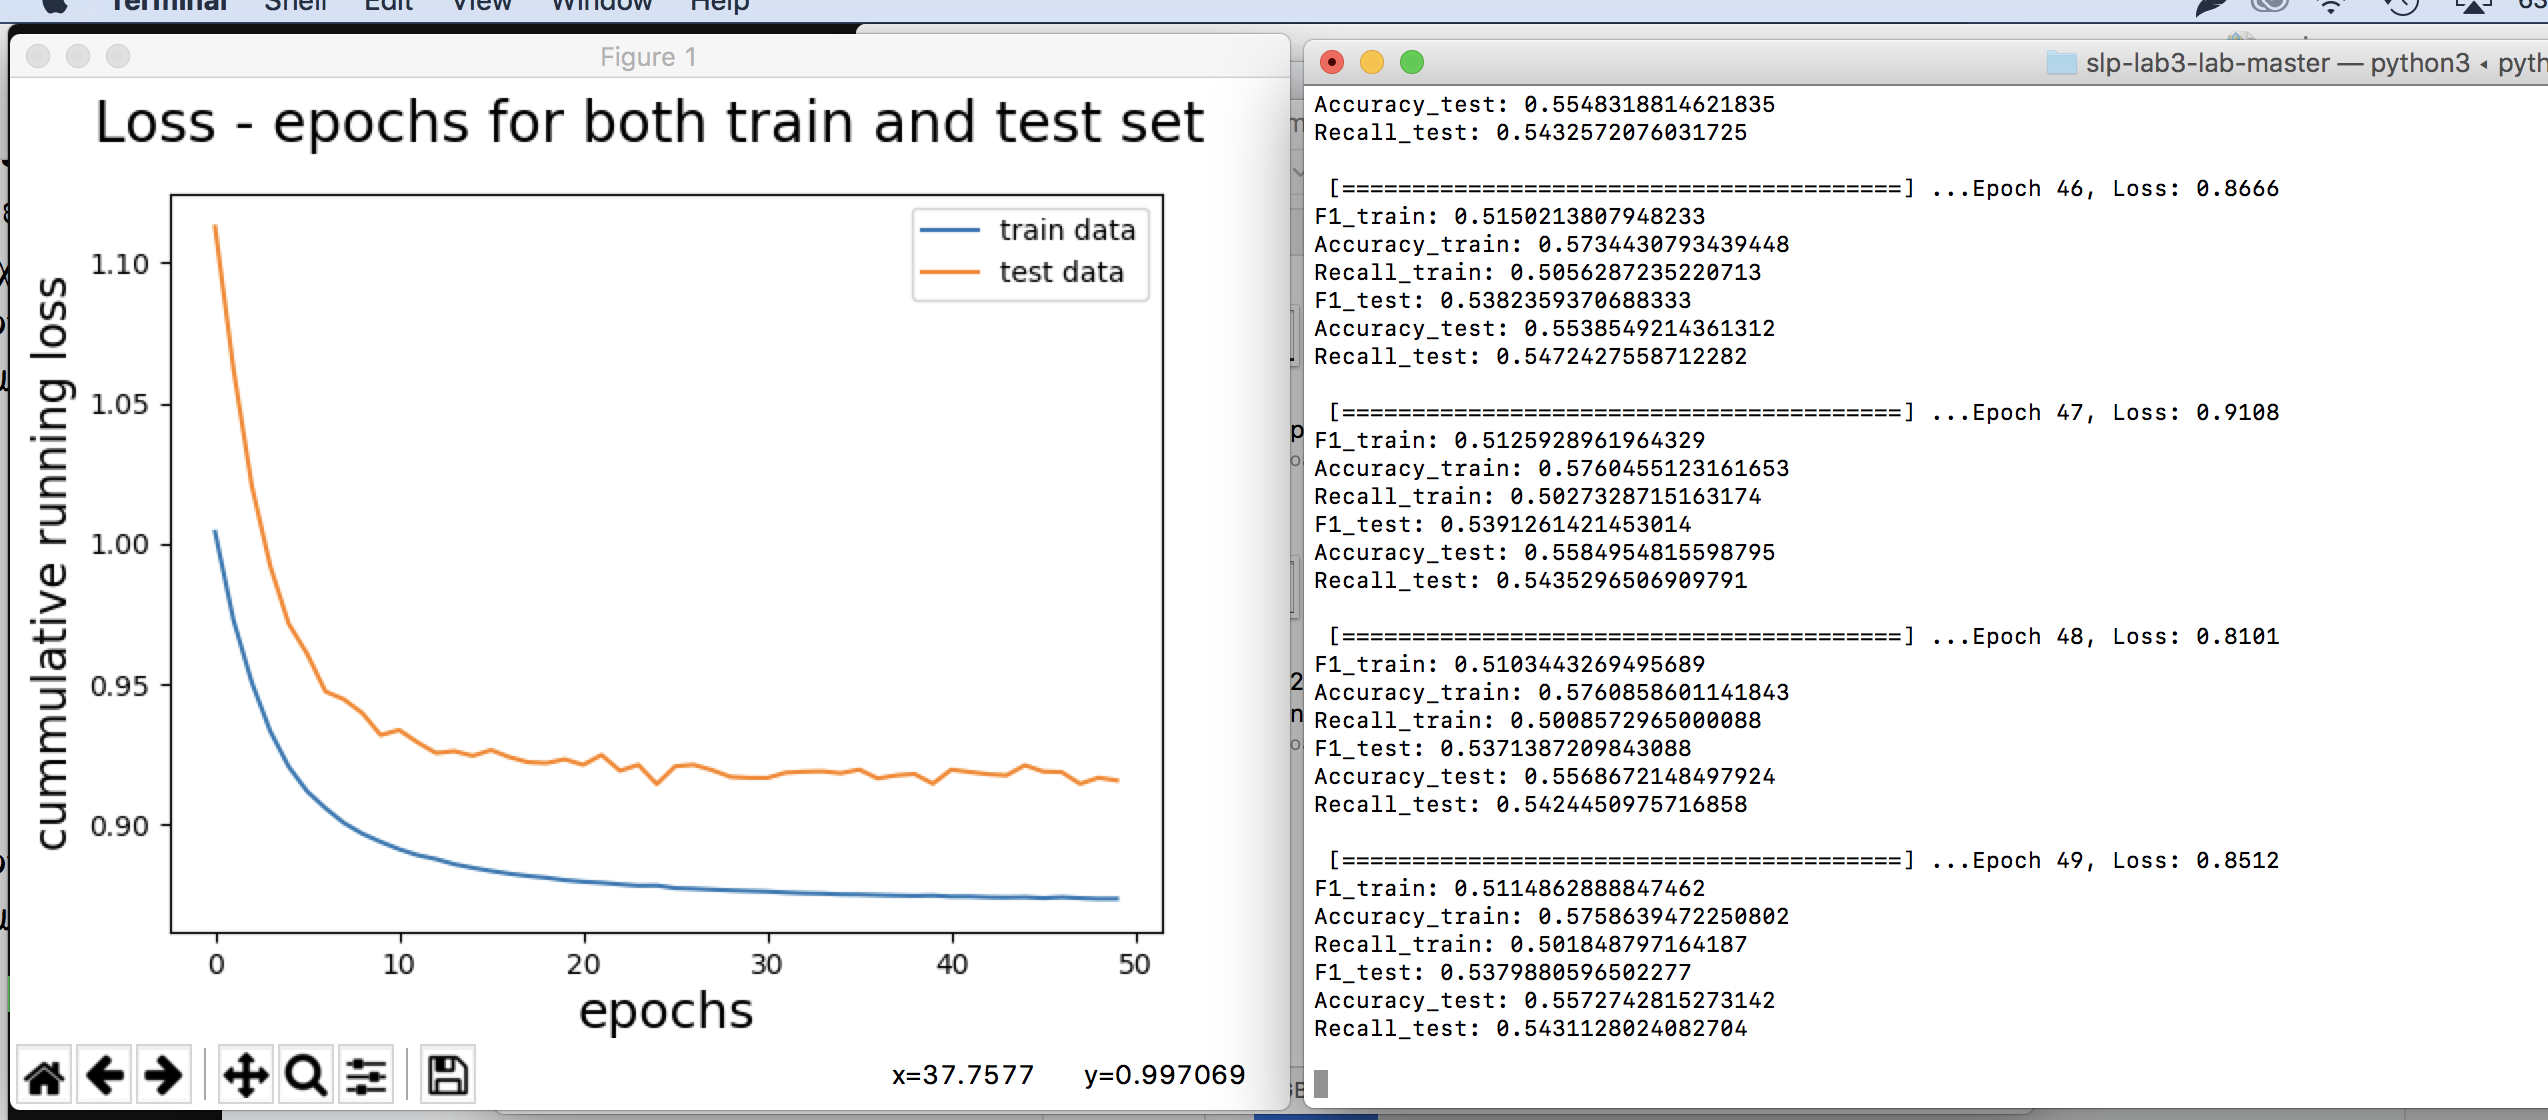 Terminal Shell Edit View Window Help
Figure 1
Loss - epochs for both train and test set
train data
test data
1.10
1.05
1.00
0.95
0.90
cummulative running loss
0 10 20 30 40 50
epochs
x=37.7577 y=0.997069
slp-lab3-lab-master — python3 ◂ pyth
Accuracy_test: 0.5548318814621835
Recall_test: 0.5432572076031725
[========================================] ...Epoch 46, Loss: 0.8666
F1_train: 0.5150213807948233
Accuracy_train: 0.5734430793439448
Recall_train: 0.5056287235220713
F1_test: 0.5382359370688333
Accuracy_test: 0.5538549214361312
Recall_test: 0.5472427558712282
[========================================] ...Epoch 47, Loss: 0.9108
F1_train: 0.5125928961964329
Accuracy_train: 0.5760455123161653
Recall_train: 0.5027328715163174
F1_test: 0.5391261421453014
Accuracy_test: 0.5584954815598795
Recall_test: 0.5435296506909791
[========================================] ...Epoch 48, Loss: 0.8101
F1_train: 0.5103443269495689
Accuracy_train: 0.5760858601141843
Recall_train: 0.5008572965000088
F1_test: 0.5371387209843088
Accuracy_test: 0.5568672148497924
Recall_test: 0.5424450975716858
[========================================] ...Epoch 49, Loss: 0.8512
F1_train: 0.5114862888847462
Accuracy_train: 0.5758639472250802
Recall_train: 0.501848797164187
F1_test: 0.5379880596502277
Accuracy_test: 0.5572742815273142
Recall_test: 0.5431128024082704